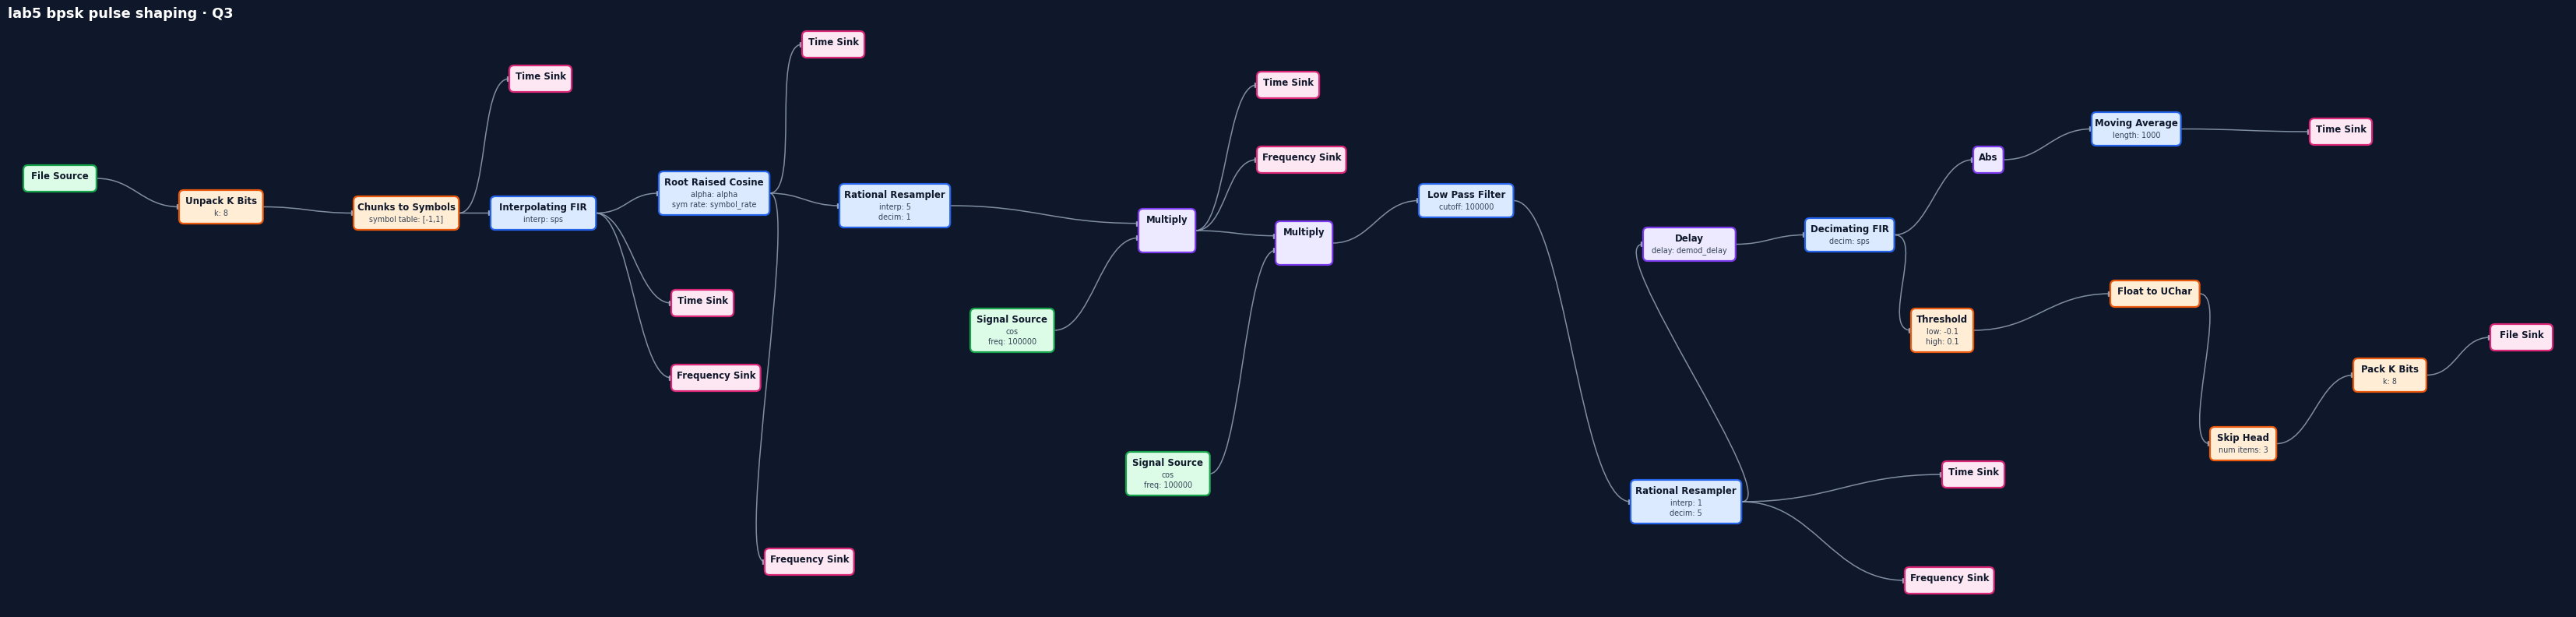 lab5 bpsk pulse shaping · Q3
File Source
Unpack K Bits
k: 8
Chunks to Symbols
symbol table: [-1,1]
Time Sink
Interpolating FIR
interp: sps
Root Raised Cosine
alpha: alpha
sym rate: symbol_rate
Time Sink
Time Sink
Frequency Sink
Frequency Sink
Rational Resampler
interp: 5
decim: 1
Signal Source
cos
freq: 100000
Multiply
Time Sink
Frequency Sink
Signal Source
cos
freq: 100000
Multiply
Low Pass Filter
cutoff: 100000
Rational Resampler
interp: 1
decim: 5
Time Sink
Frequency Sink
Delay
delay: demod_delay
Decimating FIR
decim: sps
Abs
Moving Average
length: 1000
Time Sink
Threshold
low: -0.1
high: 0.1
Float to UChar
Skip Head
num items: 3
Pack K Bits
k: 8
File Sink